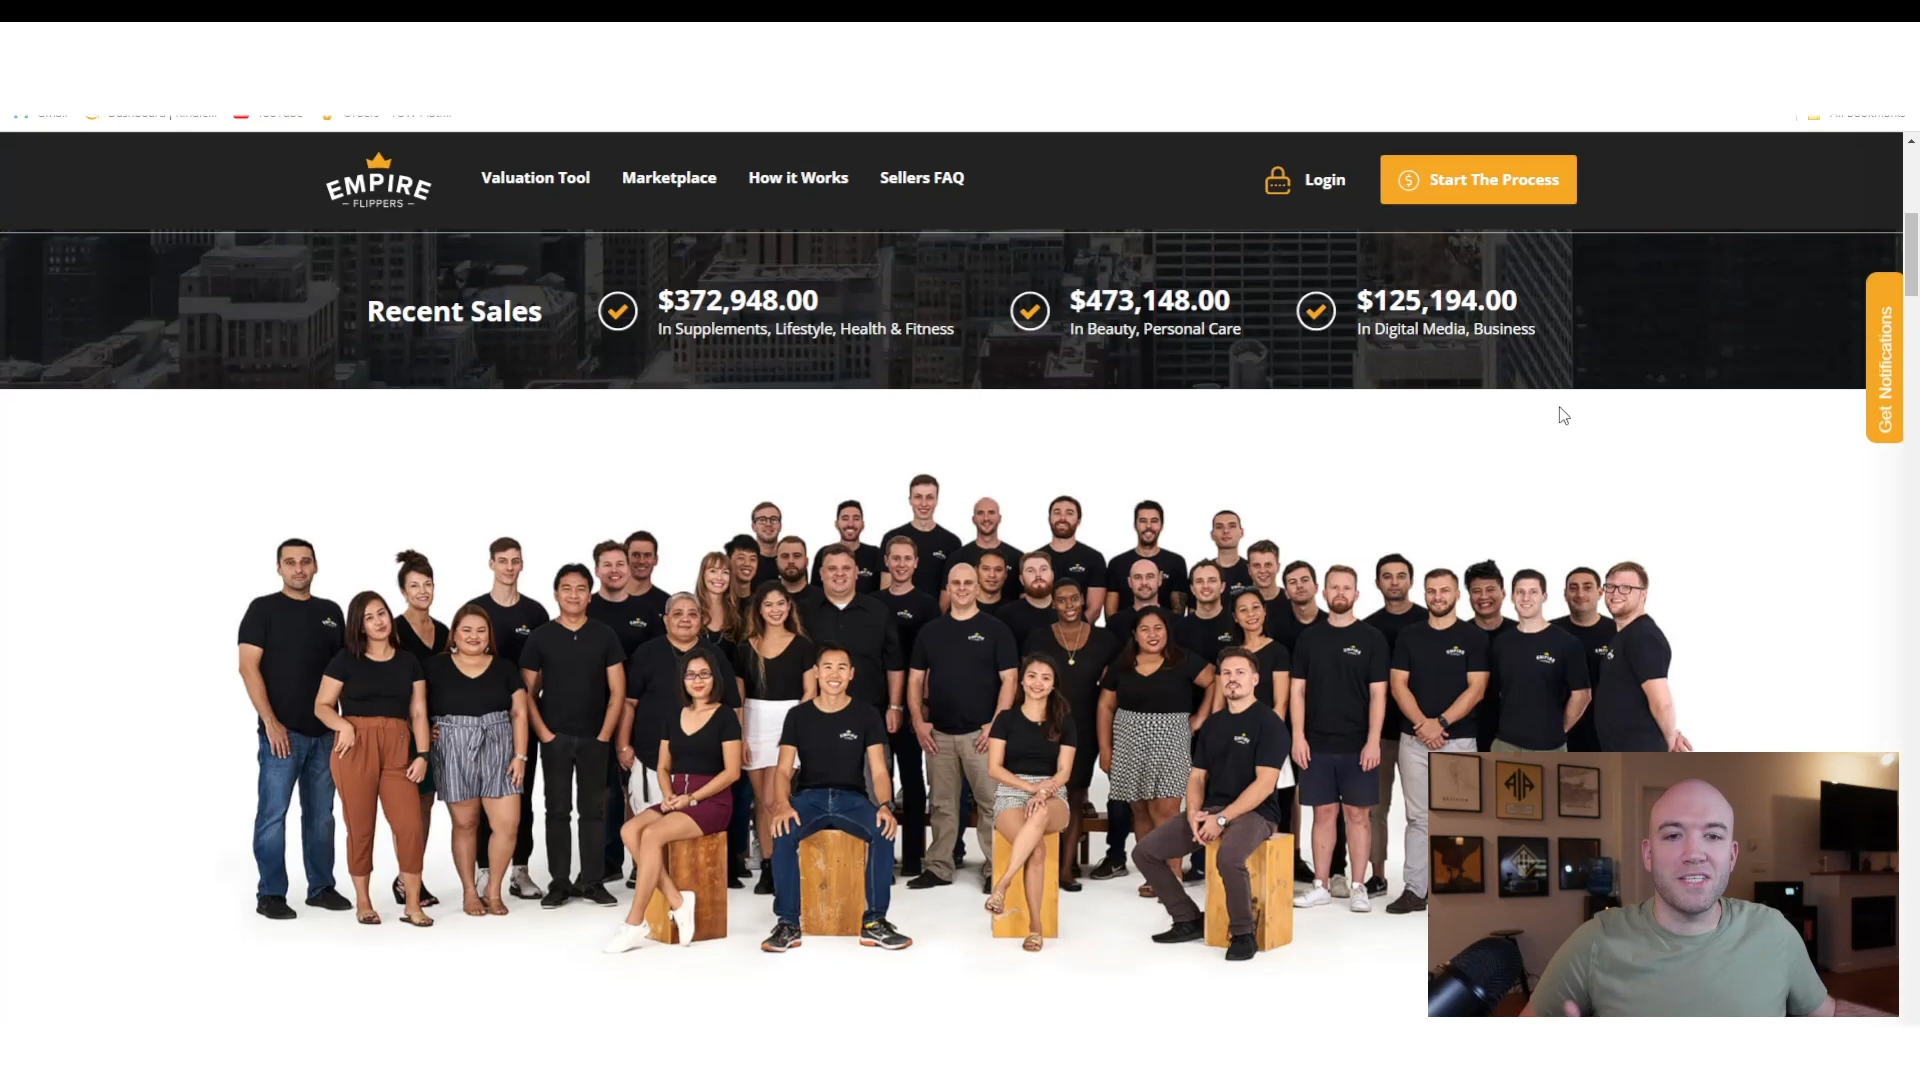 EMPIRE
FLIPPERS
Valuation Tool
Marketplace
How it Works
Sellers FAQ
Login
Start The Process
Recent Sales
$372,948.00
In Supplements, Lifestyle, Health & Fitness
$473,148.00
In Beauty, Personal Care
$125,194.00
In Digital Media, Business
Get Notifications